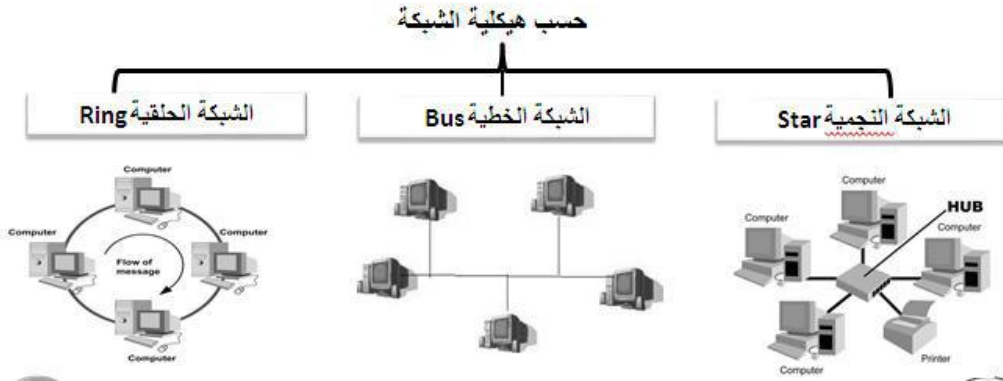 حسب هيكلية الشبكة
الشبكة النجمية Star
الشبكة الخطية Bus
الشبكة الحلقية Ring
Computer
HUB
Computer
Computer
Computer
Printer
Computer
Computer
Computer
Flow of
message
Computer